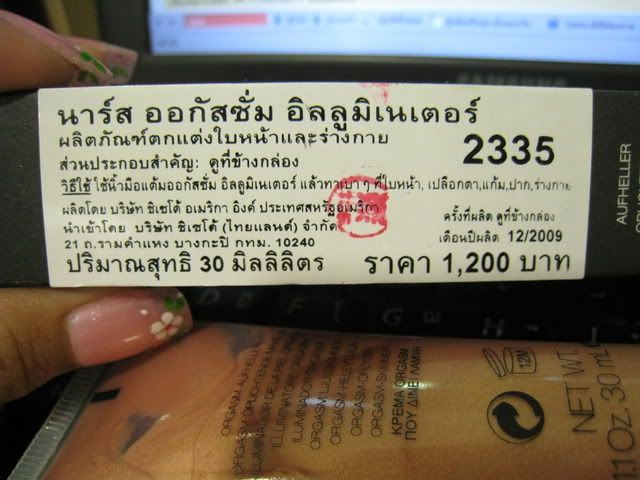 นาร์ส ออกัสซั่ม อิลลูมิเนเตอร์
ผลิตภัณฑ์ตกแต่งใบหน้าและร่างกาย
2335
ส่วนประกอบสำคัญ: ดูที่ข้างกล่อง
วิธีใช้ ใช้นิ้วมือแต้มออกัสซั่ม อิลลูมิเนเตอร์ แล้วทาเบาๆ ที่ใบหน้า, เปลือกตา,แก้ม,ปาก,ร่างกาย
ผลิตโดย บริษัท ชิเชโด้ อเมริกา อิงค์ ประเทศสหรัฐอเมริกา
นำเข้าโดย บริษัท ชิเชโด้ (ไทยแลนด์) จำกัด
21 ถ.รามคำแหง บางกะปิ กทม. 10240
ครั้งที่ผลิต ดูที่ข้างกล่อง
เดือนปีผลิต 12/2009
ปริมาณสุทธิ 30 มิลลิลิตร
ราคา 1,200 บาท
AUFHELLER
SAMSUNG
ORGASM AUFHELLER
ILLUMINATORE ORGASM
ΚΡΕΜΑ ORGASM
ΠΟΥ ΔΙΝΕΙ ΛΑΜΨΗ
12M
NET WT.
1.1 OZ. 30 mL